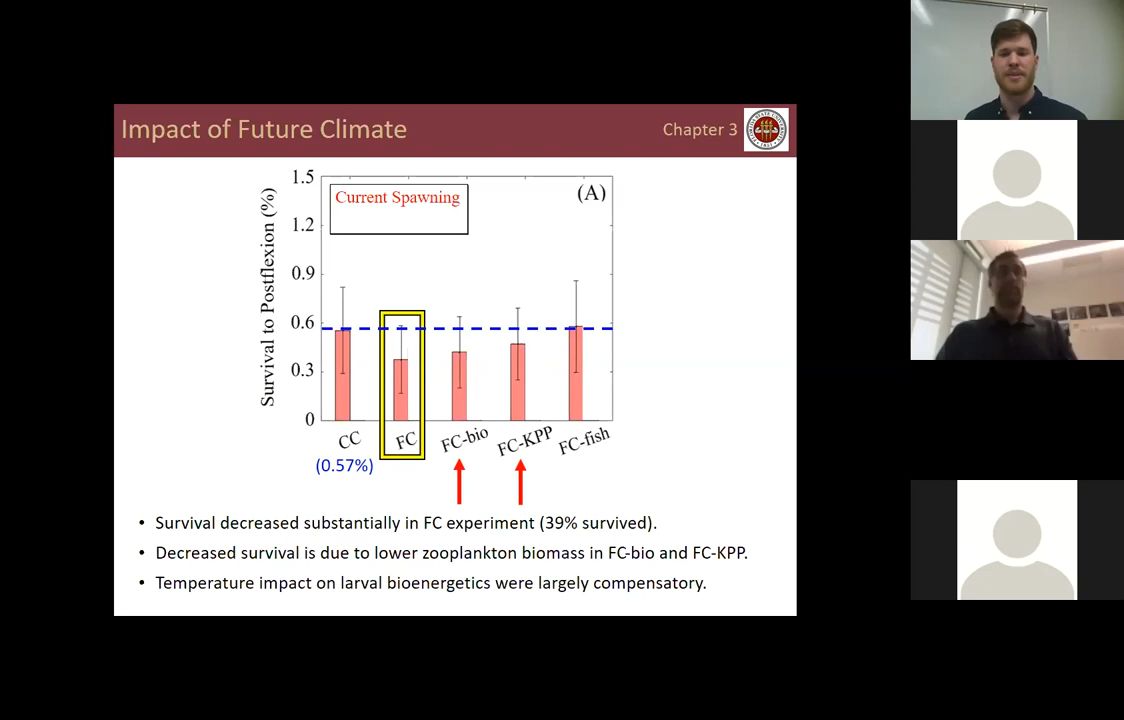 Impact of Future Climate
Chapter 3
Survival to Postflexion (%)
1.5
1.2
0.9
0.6
0.3
0
Current Spawning
(A)
CC
FC
FC-bio
FC-KPP
FC-fish
(0.57%)
• Survival decreased substantially in FC experiment (39% survived).
• Decreased survival is due to lower zooplankton biomass in FC-bio and FC-KPP.
• Temperature impact on larval bioenergetics were largely compensatory.